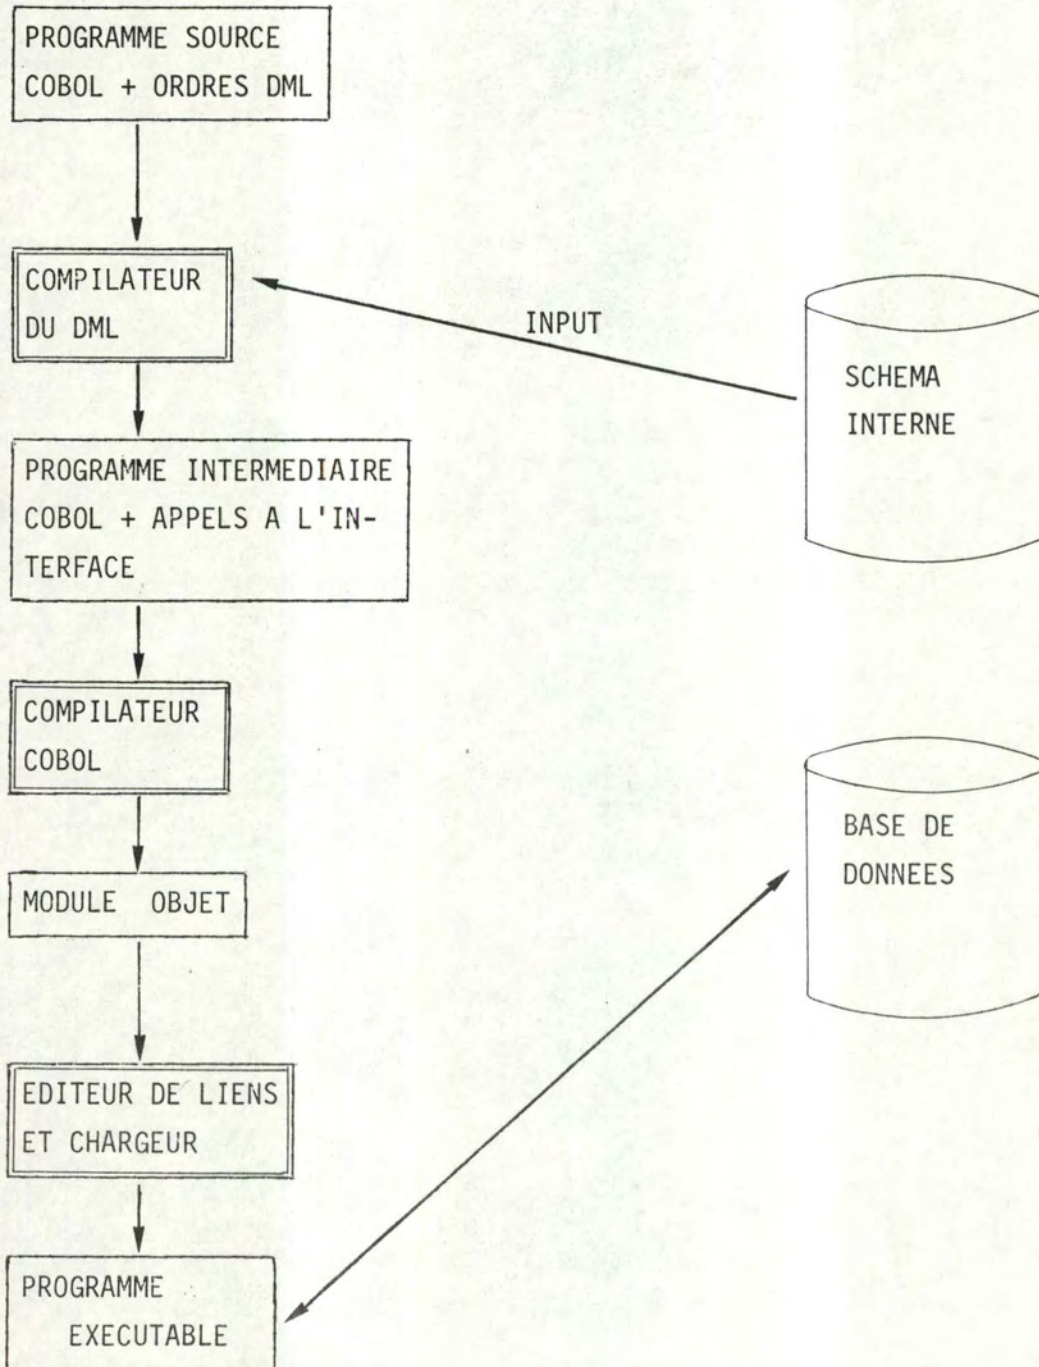 PROGRAMME SOURCE
COBOL + ORDRES DML
COMPILATEUR
DU DML
INPUT
SCHEMA
INTERNE
PROGRAMME INTERMEDIAIRE
COBOL + APPELS A L'IN-
TERFACE
COMPILATEUR
COBOL
BASE DE
DONNEES
MODULE OBJET
EDITEUR DE LIENS
ET CHARGEUR
PROGRAMME
EXECUTABLE